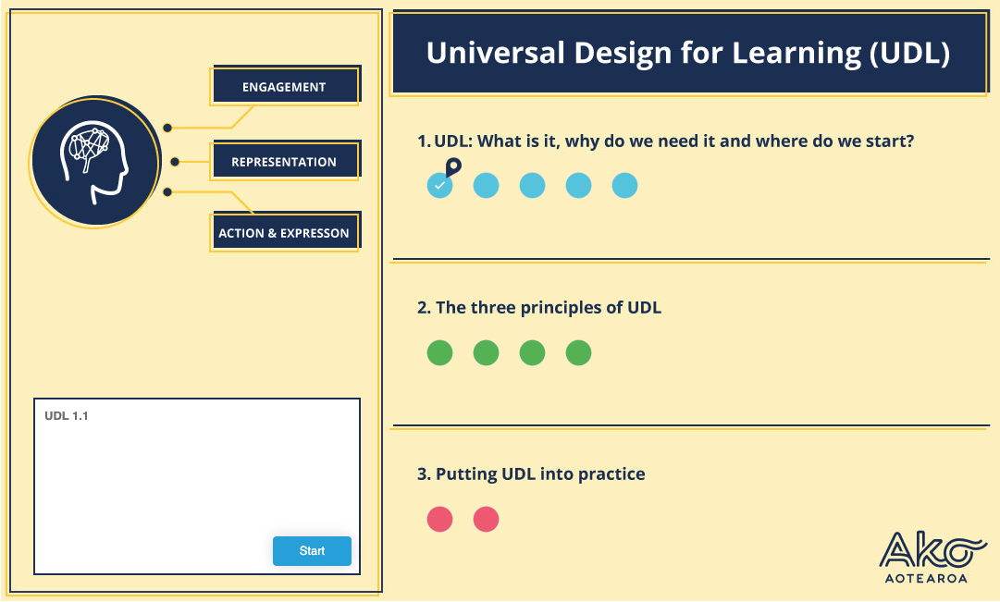 ENGAGEMENT
REPRESENTATION
ACTION & EXPRESSON
UDL 1.1
Start
Universal Design for Learning (UDL)
1. UDL: What is it, why do we need it and where do we start?
2. The three principles of UDL
3. Putting UDL into practice
Ako
AOTEAROA